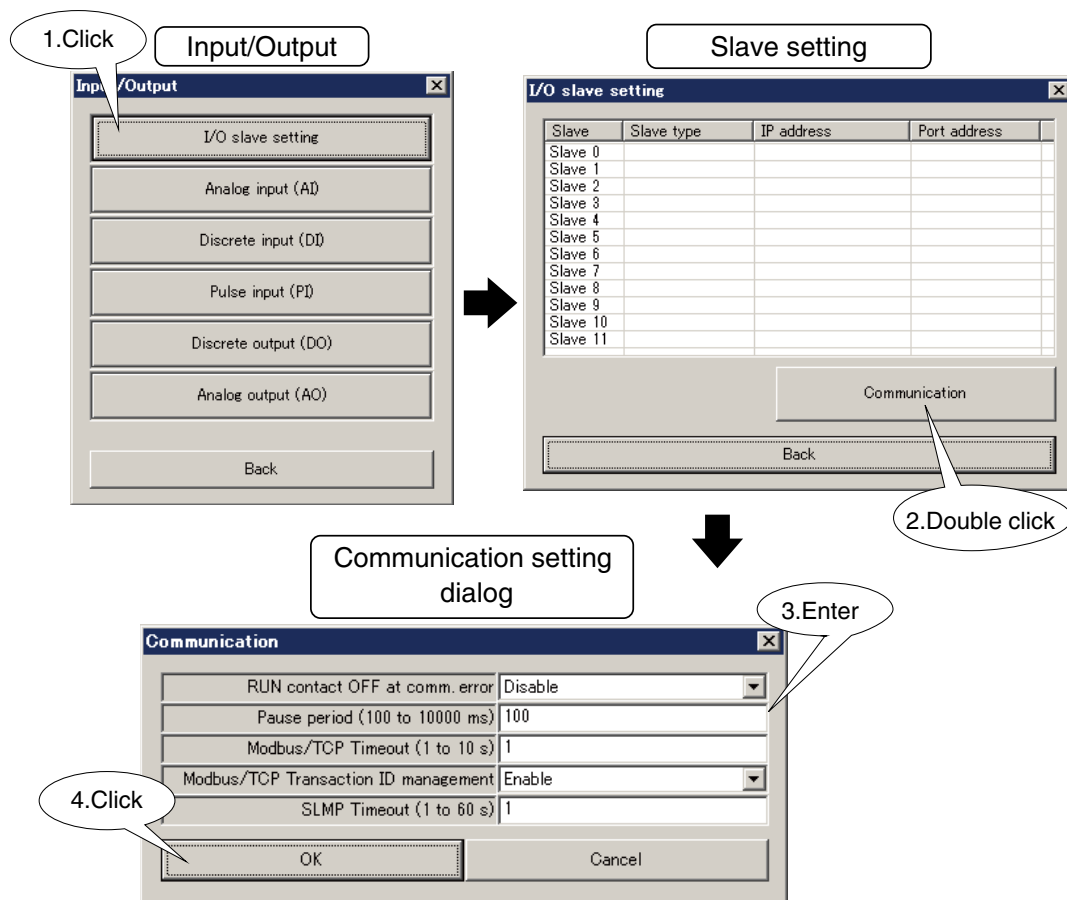 1.Click
Input/Output
Input/Output
I/O slave setting
Analog input (AI)
Discrete input (DI)
Pulse input (PI)
Discrete output (DO)
Analog output (AO)
Back
Slave setting
I/O slave setting
Slave Slave type IP address Port address
Slave 0
Slave 1
Slave 2
Slave 3
Slave 4
Slave 5
Slave 6
Slave 7
Slave 8
Slave 9
Slave 10
Slave 11
Communication
Back
2.Double click
Communication setting
dialog
3.Enter
Communication
RUN contact OFF at comm. error Disable
Pause period (100 to 10000 ms) 100
Modbus/TCP Timeout (1 to 10 s) 1
Modbus/TCP Transaction ID management Enable
SLMP Timeout (1 to 60 s) 1
4.Click
OK Cancel